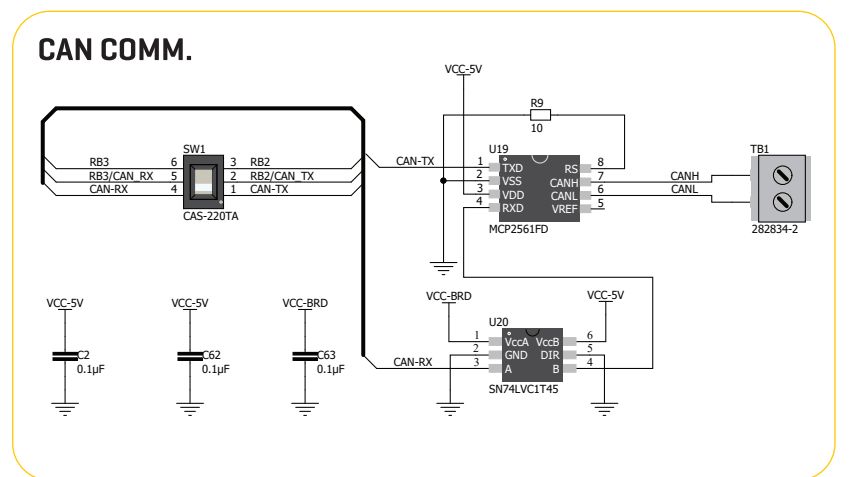 CAN COMM.
VCC-5V
R9
10
SW1
RB3 6 3 RB2
RB3/CAN_RX 5 2 RB2/CAN_TX
CAN-RX 4 1 CAN-TX
CAS-220TA
CAN-TX
U19
1 TXD RS 8
2 VSS CANH 7
3 VDD CANL 6
4 RXD VREF 5
MCP2561FD
CANH
CANL
TB1
282834-2
VCC-5V
C2
0.1µF
VCC-5V
C62
0.1µF
VCC-BRD
C63
0.1µF
VCC-BRD
VCC-5V
U20
1 VccA VccB 6
2 GND DIR 5
CAN-RX 3 A B 4
SN74LVC1T45